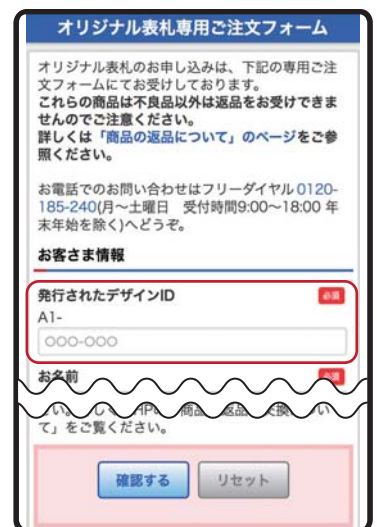 オリジナル表札専用ご注文フォーム
オリジナル表札のお申し込みは、下記の専用ご注
文フォームにてお受けしております。
これらの商品は不良品以外は返品をお受けできま
せんのでご注意ください。
詳しくは「商品の返品について」のページをご参
照ください。
お電話でのお問い合わせはフリーダイヤル 0120-
185-240(月〜土曜日 受付時間9:00〜18:00 年
末年始を除く)へどうぞ。
お客さま情報
発行されたデザインID 必須
A1-
○○○-○○○
お名前 必須
て」をご覧ください。
確認する リセット